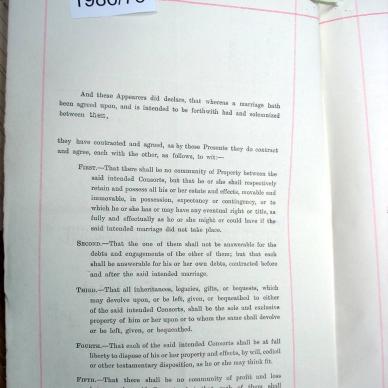 And these Appearers did declare, that whereas a marriage hath
been agreed upon, and is intended to be forthwith had and solemnized
between them,
they have contracted and agreed, as by those Presents they do contract
and agree, each with the other, as follows, to wit:—
FIRST.—That there shall be no community of Property between the
said intended Consorts, but that he or she shall respectively
retain and possess all his or her estate and effects, movable and
immovable, in possession, expectancy or contingency, or to
which he or she has or may have any eventual right or title, as
fully and effectually as he or she might or could have if the
said intended marriage did not take place.
SECOND.—That the one of them shall not be answerable for the
debts and engagements of the other of them; but that each
shall be answerable for his or her own debts, contracted before
and after the said intended marriage.
THIRD.—That all inheritances, legacies, gifts, or bequests, which
may devolve upon, or be left, given, or bequeathed to either
of the said intended Consorts, shall be the sole and exclusive
property of him or her upon or to whom the same shall devolve
or be left, given, or bequeathed.
FOURTH.—That each of the said intended Consorts shall be at full
liberty to dispose of his or her property and effects, by will, codicil
or other testamentary disposition, as he or she may think fit.
FIFTH.—That there shall be no community of profit and loss